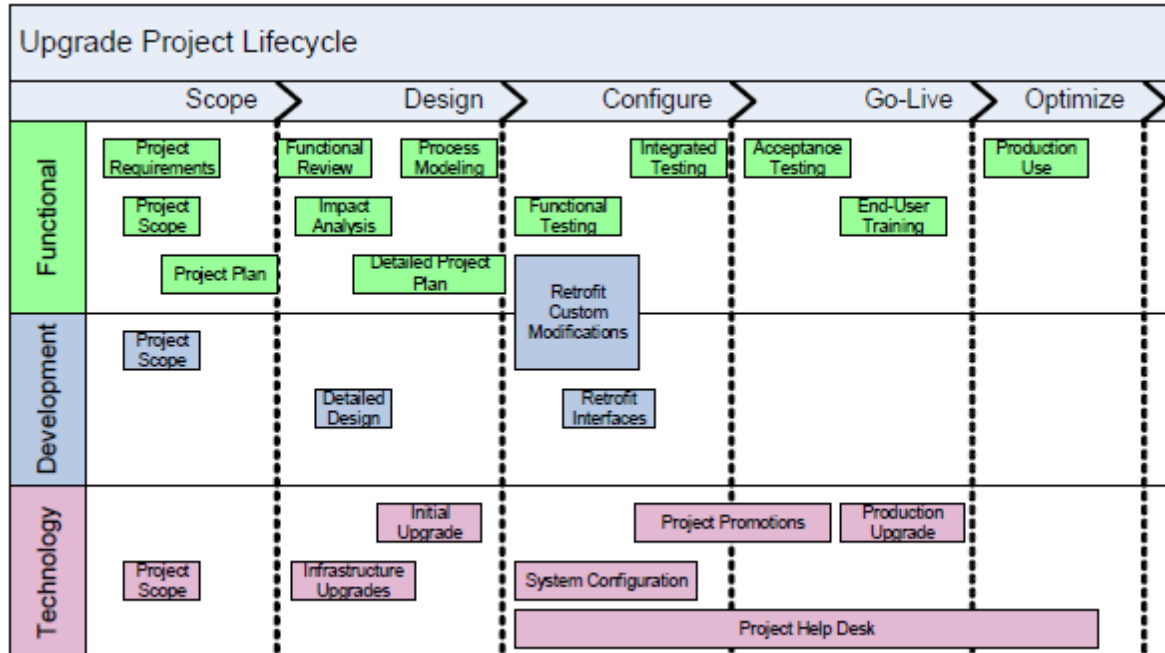 Upgrade Project Lifecycle
Scope
Design
Configure
Go-Live
Optimize
Functional
Project
Requirements
Functional
Review
Process
Modeling
Integrated
Testing
Acceptance
Testing
Production
Use
Project
Scope
Impact
Analysis
Functional
Testing
End-User
Training
Project Plan
Detailed Project
Plan
Retrofit
Custom
Modifications
Development
Project
Scope
Detailed
Design
Retrofit
Interfaces
Technology
Initial
Upgrade
Project Promotions
Production
Upgrade
Project
Scope
Infrastructure
Upgrades
System Configuration
Project Help Desk